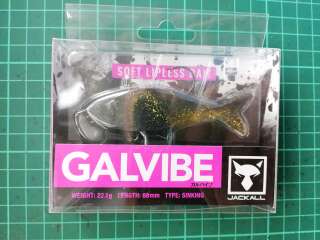 SOFT LIPLESS BAIT
GALVIBE
ガルバイブ
JACKALL
WEIGHT: 22.1g LENGTH: 88mm TYPE: SINKING